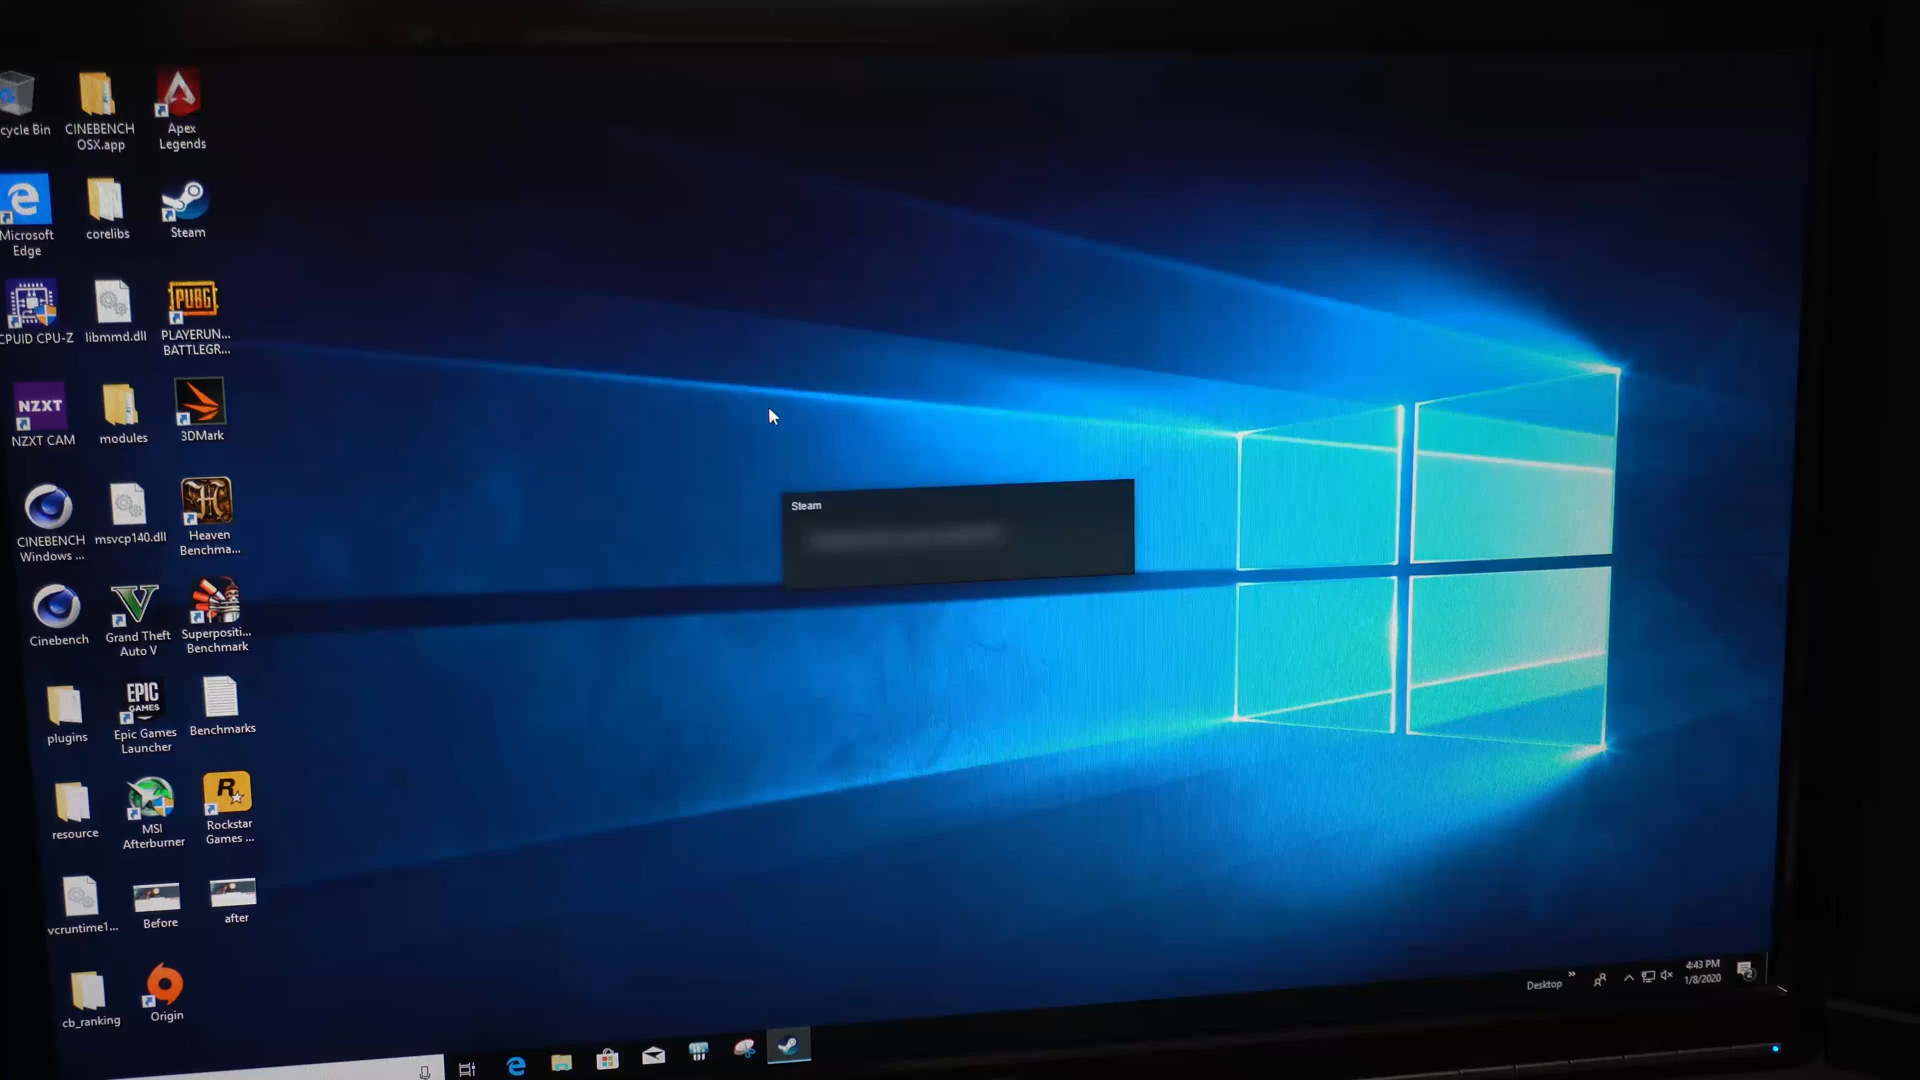 cycle Bin
CINEBENCH
OSX.app
Apex
Legends
Microsoft
Edge
corelibs
Steam
CPUID CPU-Z
libmmd.dll
PUBG
PLAYERUN...
BATTLEGR...
NZXT
NZXT CAM
modules
3DMark
CINEBENCH
Windows ...
msvcp140.dll
Heaven
Benchma...
Steam
Cinebench
Grand Theft
Auto V
Superpositi...
Benchmark
plugins
EPIC
GAMES
Epic Games
Launcher
Benchmarks
resource
MSI
Afterburner
Rockstar
Games ...
vcruntime1...
Before
after
cb_ranking
Origin
Desktop
4:43 PM
1/8/2020
2